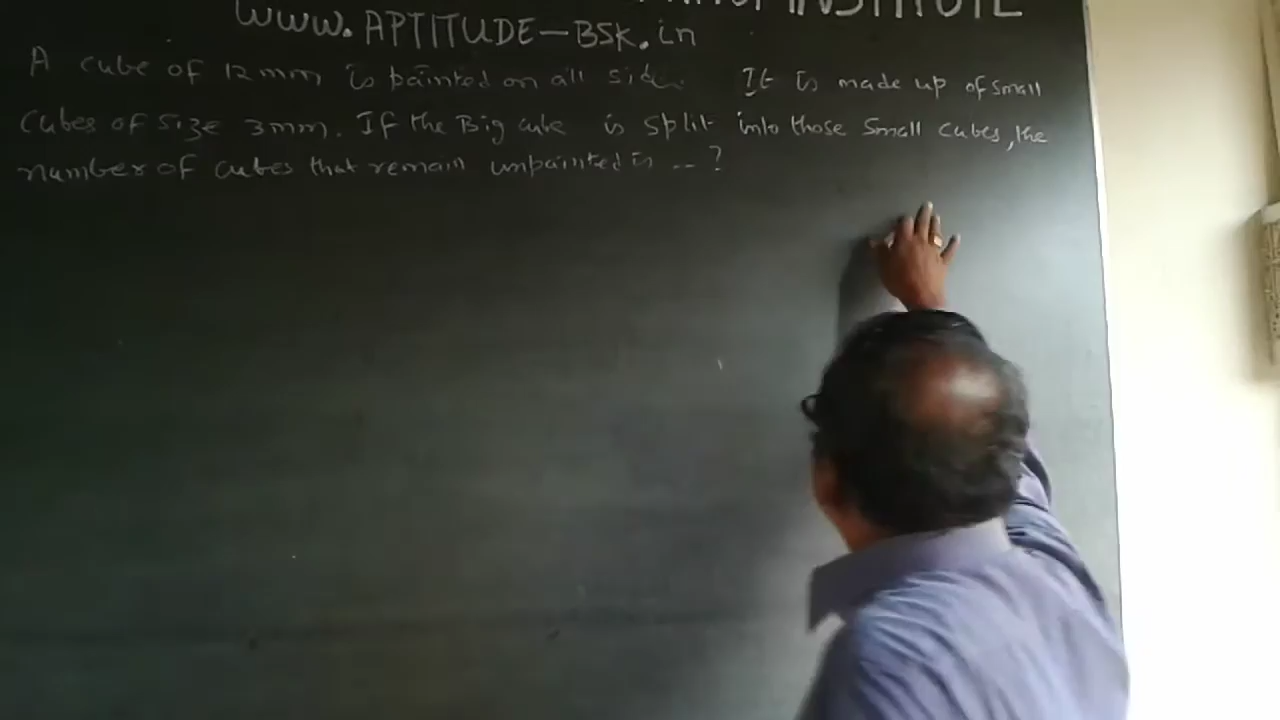 INSTITUTE
WWW.APTITUDE-BSK.in
A cube of 12mm is painted on all side. It is made up of small
cubes of size 3mm. If the Big cube is split into those small cubes, the
number of cubes that remain unpainted is --?